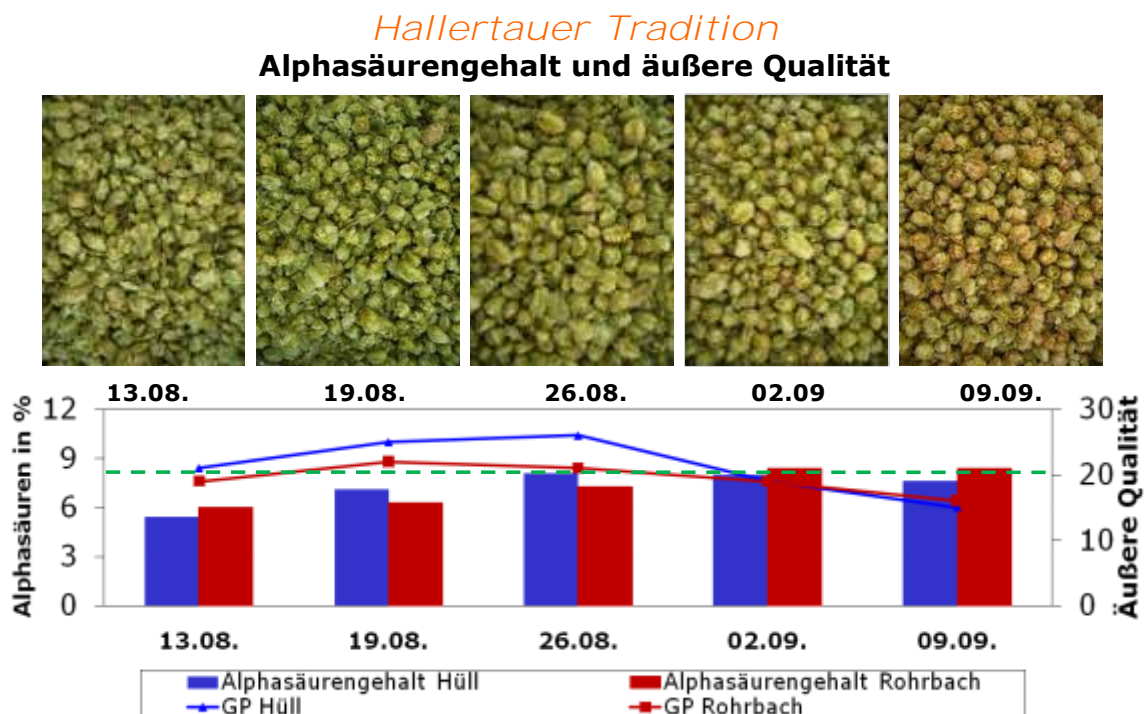 Hallertauer Tradition
Alphasäurengehalt und äußere Qualität
13.08. 19.08. 26.08. 02.09 09.09.
Alphasäuren in %
12
9
6
3
0
30
20
10
0
Äußere Qualität
13.08. 19.08. 26.08. 02.09. 09.09.
Alphasäurengehalt Hüll Alphasäurengehalt Rohrbach
GP Hüll GP Rohrbach